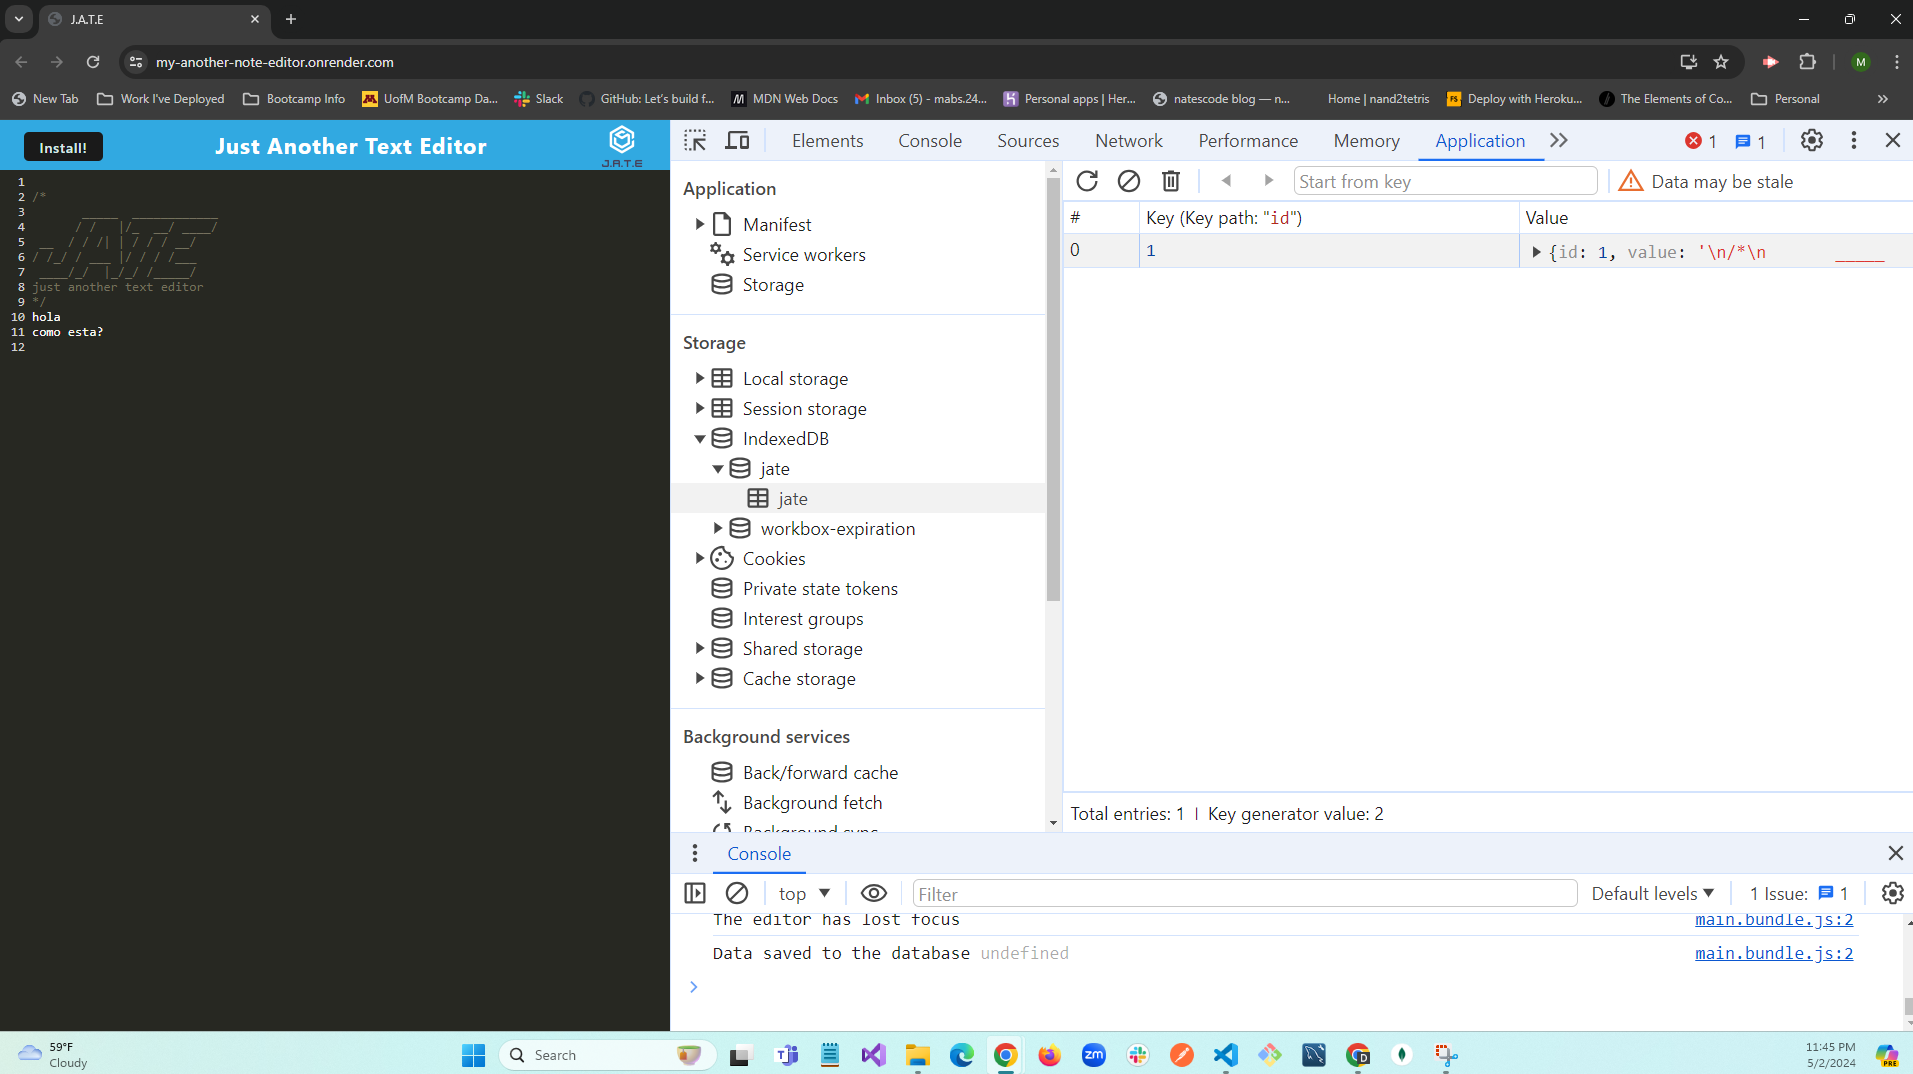 J.A.T.E
my-another-note-editor.onrender.com
M
New Tab
Work I've Deployed
Bootcamp Info
UofM Bootcamp Da...
Slack
GitHub: Let's build f...
MDN Web Docs
Inbox (5) - mabs.24...
Personal apps | Her...
natescode blog — n...
Home | nand2tetris
Deploy with Heroku...
The Elements of Co...
Personal
Install!
Just Another Text Editor
J.A.T.E
1
2 /*
3
4
5
6
7
8 just another text editor
9 */
10 hola
11 como esta?
12
Elements
Console
Sources
Network
Performance
Memory
Application
1
1
Application
Manifest
Service workers
Storage
Storage
Local storage
Session storage
IndexedDB
jate
jate
workbox-expiration
Cookies
Private state tokens
Interest groups
Shared storage
Cache storage
Background services
Back/forward cache
Background fetch
Background sync
Start from key
Data may be stale
# Key (Key path: "id") Value
0 1 {id: 1, value: '\n/*\n _____
Total entries: 1 | Key generator value: 2
Console
top
Filter
Default levels
1 Issue: 1
The editor has lost focus main.bundle.js:2
Data saved to the database undefined main.bundle.js:2
59°F
Cloudy
Search
zm
D
PRE
11:45 PM
5/2/2024